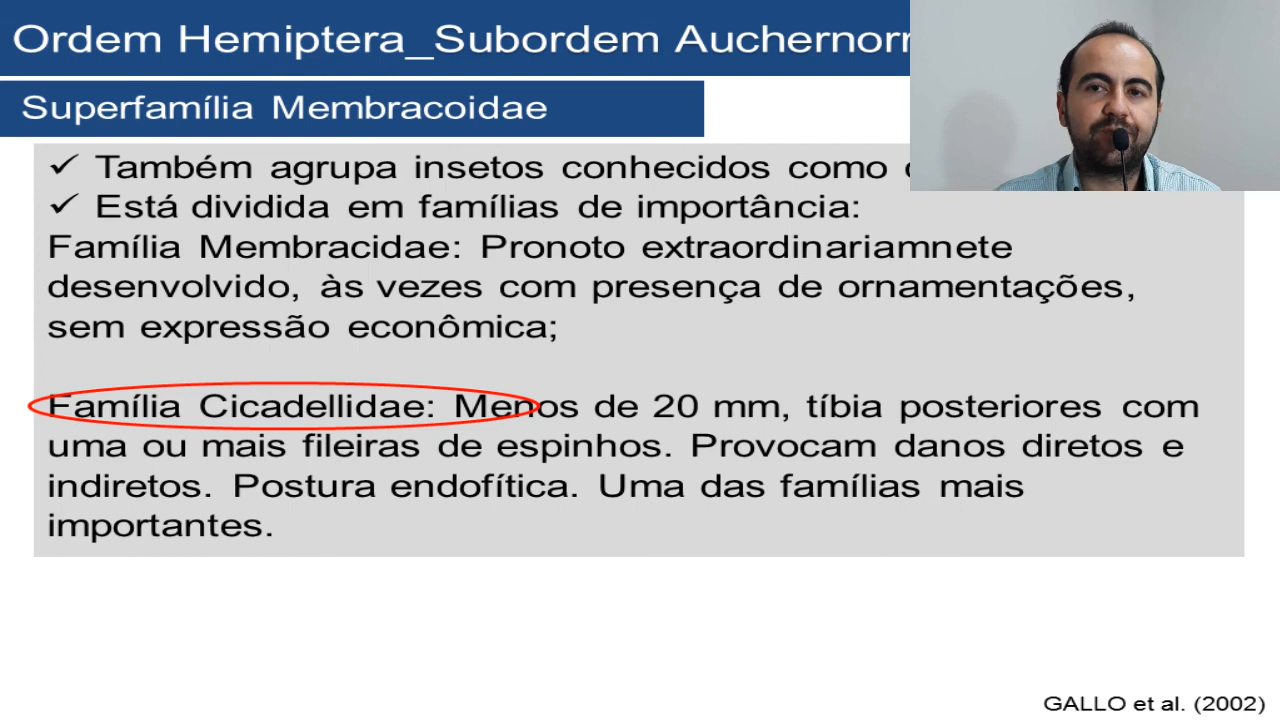 Ordem Hemiptera_Subordem
Superfamília Membracoidae
✓ Também agrupa insetos conhecidos como
✓ Está dividida em famílias de importância:
Família Membracidae: Pronoto extraordinariamnete
desenvolvido, às vezes com presença de ornamentações,
sem expressão econômica;
Família Cicadellidae: Menos de 20 mm, tíbia posteriores com
uma ou mais fileiras de espinhos. Provocam danos diretos e
indiretos. Postura endofítica. Uma das famílias mais
importantes.
GALLO et al. (2002)